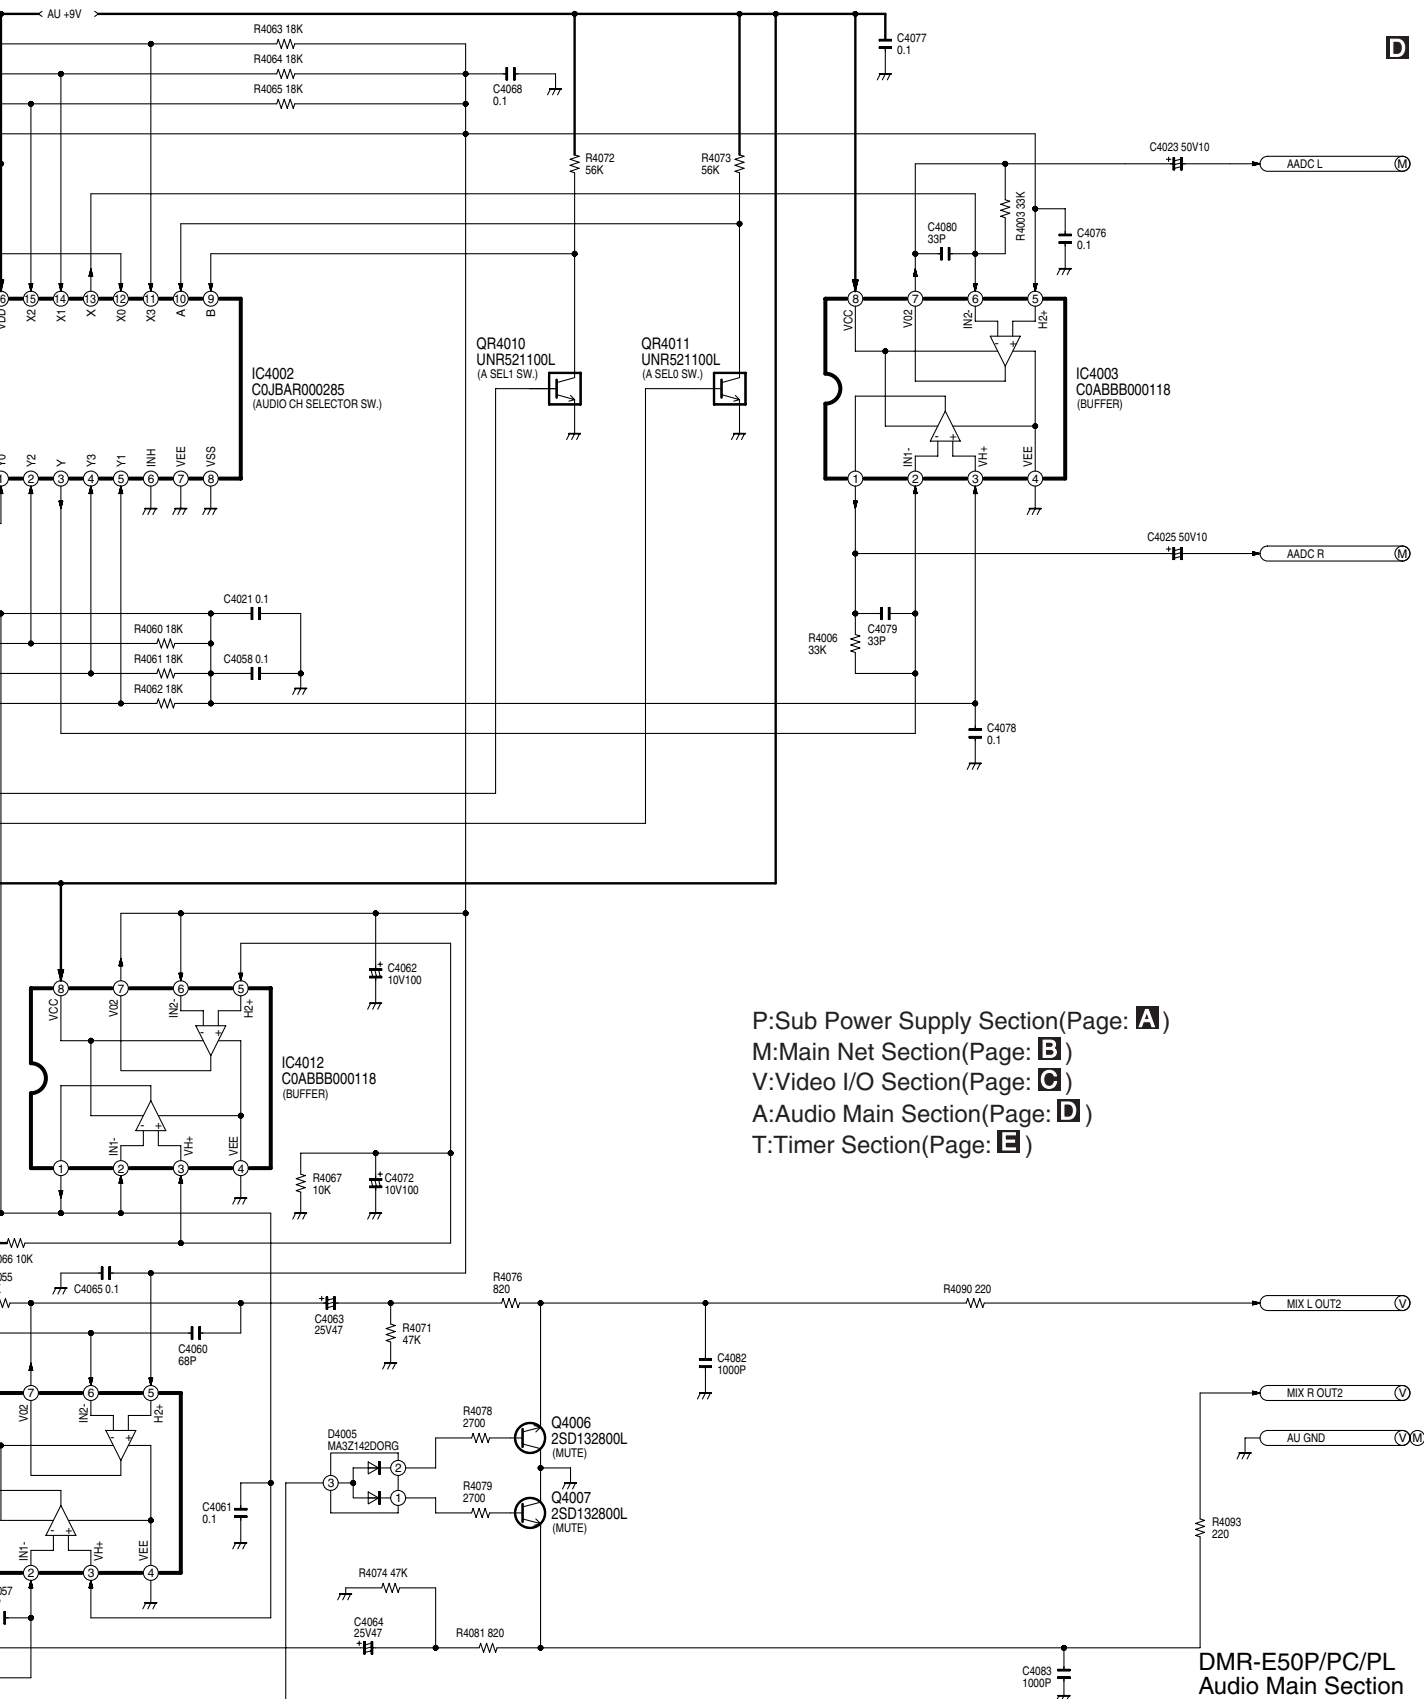 AU +9V
R4063 18K
R4064 18K
R4065 18K
C4068
0.1
C4077
0.1
D
R4072
56K
R4073
56K
C4023 50V10
AADC L
M
C4080
33P
R4003 33K
C4076
0.1
6 15 14 13 12 11 10 9
VDD X2 X1 X X0 X3 A B
8 7 6 5
VCC V02 IN2- H2+
- +
QR4010
UNR521100L
(A SEL1 SW.)
QR4011
UNR521100L
(A SEL0 SW.)
IC4002
C0JBAR000285
(AUDIO CH SELECTOR SW.)
IC4003
C0ABBB000118
(BUFFER)
Y0 Y2 Y Y3 Y1 INH VEE VSS
1 2 3 4 5 6 7 8
- +
IN1- VH+ VEE
1 2 3 4
C4025 50V10
AADC R
M
C4021 0.1
R4060 18K
R4061 18K
C4058 0.1
R4062 18K
R4006
33K
C4079
33P
C4078
0.1
C4062
10V100
8 7 6 5
VCC V02 IN2- H2+
- +
IC4012
C0ABBB000118
(BUFFER)
- +
IN1- VH+ VEE
1 2 3 4
R4067
10K
C4072
10V100
P:Sub Power Supply Section(Page: A )
M:Main Net Section(Page: B )
V:Video I/O Section(Page: C )
A:Audio Main Section(Page: D )
T:Timer Section(Page: E )
066 10K
055
C4065 0.1
C4060
68P
C4063
25V47
R4071
47K
R4076
820
C4082
1000P
R4090 220
MIX L OUT2
V
7 6 5
V02 IN2- H2+
- +
MIX R OUT2
V
AU GND
V M
D4005
MA3Z142DORG
3 2 1
R4078
2700
Q4006
2SD132800L
(MUTE)
R4079
2700
Q4007
2SD132800L
(MUTE)
C4061
0.1
- +
IN1- VH+ VEE
2 3 4
R4093
220
057
R4074 47K
C4064
25V47
R4081 820
C4083
1000P
DMR-E50P/PC/PL
Audio Main Section